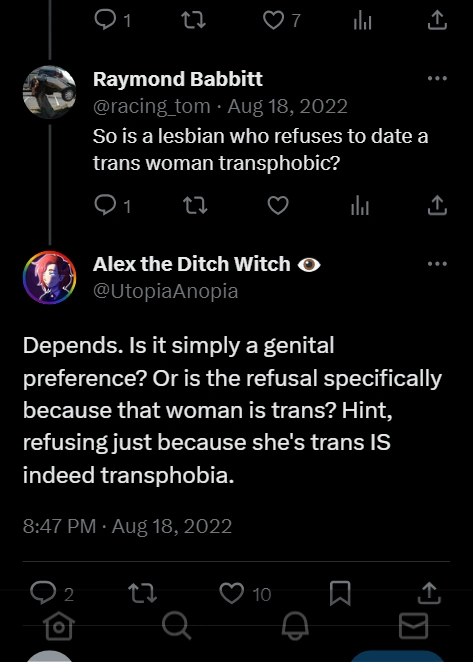 1 7
Raymond Babbitt
@racing_tom · Aug 18, 2022
So is a lesbian who refuses to date a
trans woman transphobic?
1
Alex the Ditch Witch 👁️
@UtopiaAnopia
Depends. Is it simply a genital
preference? Or is the refusal specifically
because that woman is trans? Hint,
refusing just because she's trans IS
indeed transphobia.
8:47 PM · Aug 18, 2022
2 10